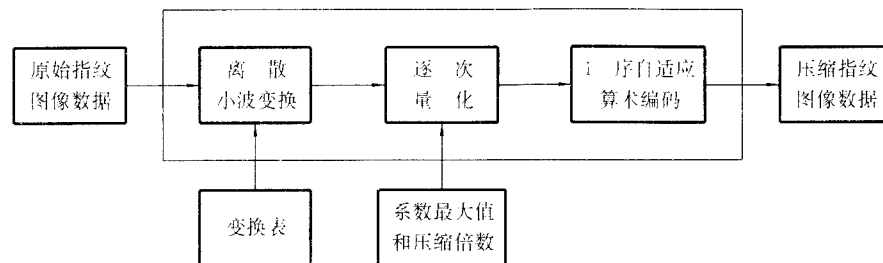 原始指纹
图像数据
离 散
小波变换
逐 次
量 化
i 序自适应
算术编码
压缩指纹
图像数据
变换表
系数最大值
和压缩倍数